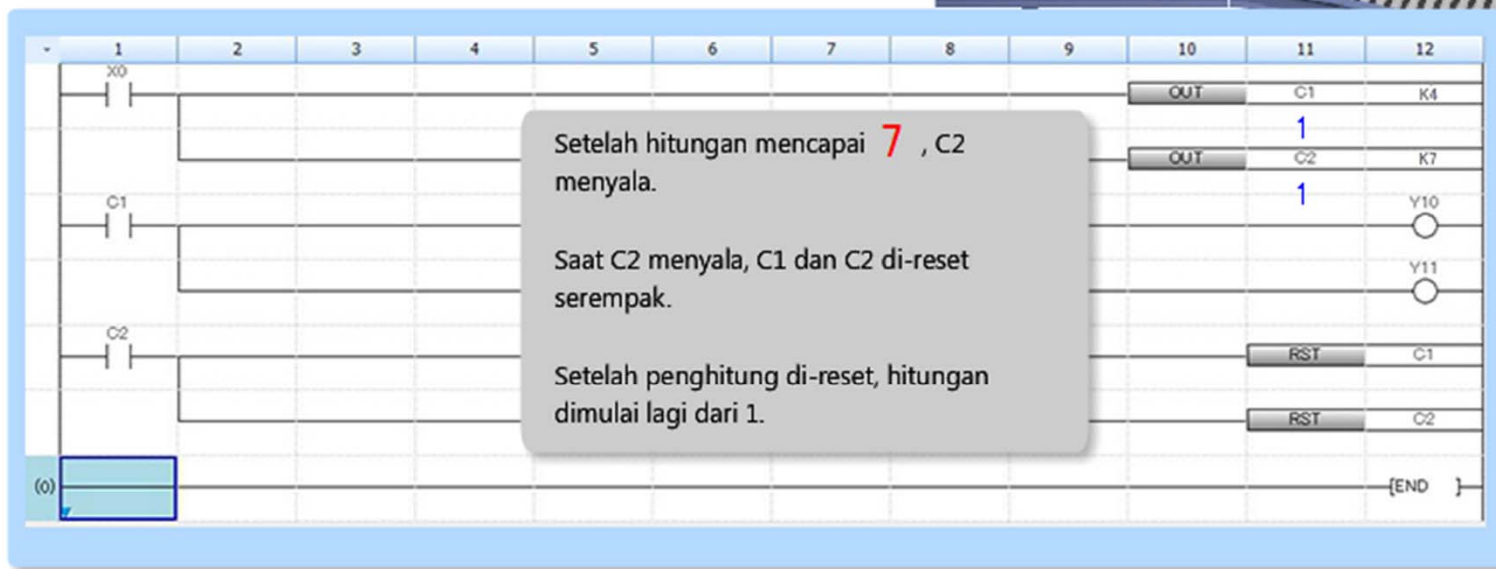 1 2 3 4 5 6 7 8 9 10 11 12
X0
OUT C1 K4
1
OUT C2 K7
1
C1
Y10
Y11
C2
RST C1
RST C2
(0)
[END ]
Setelah hitungan mencapai 7 , C2
menyala.
Saat C2 menyala, C1 dan C2 di-reset
serempak.
Setelah penghitung di-reset, hitungan
dimulai lagi dari 1.